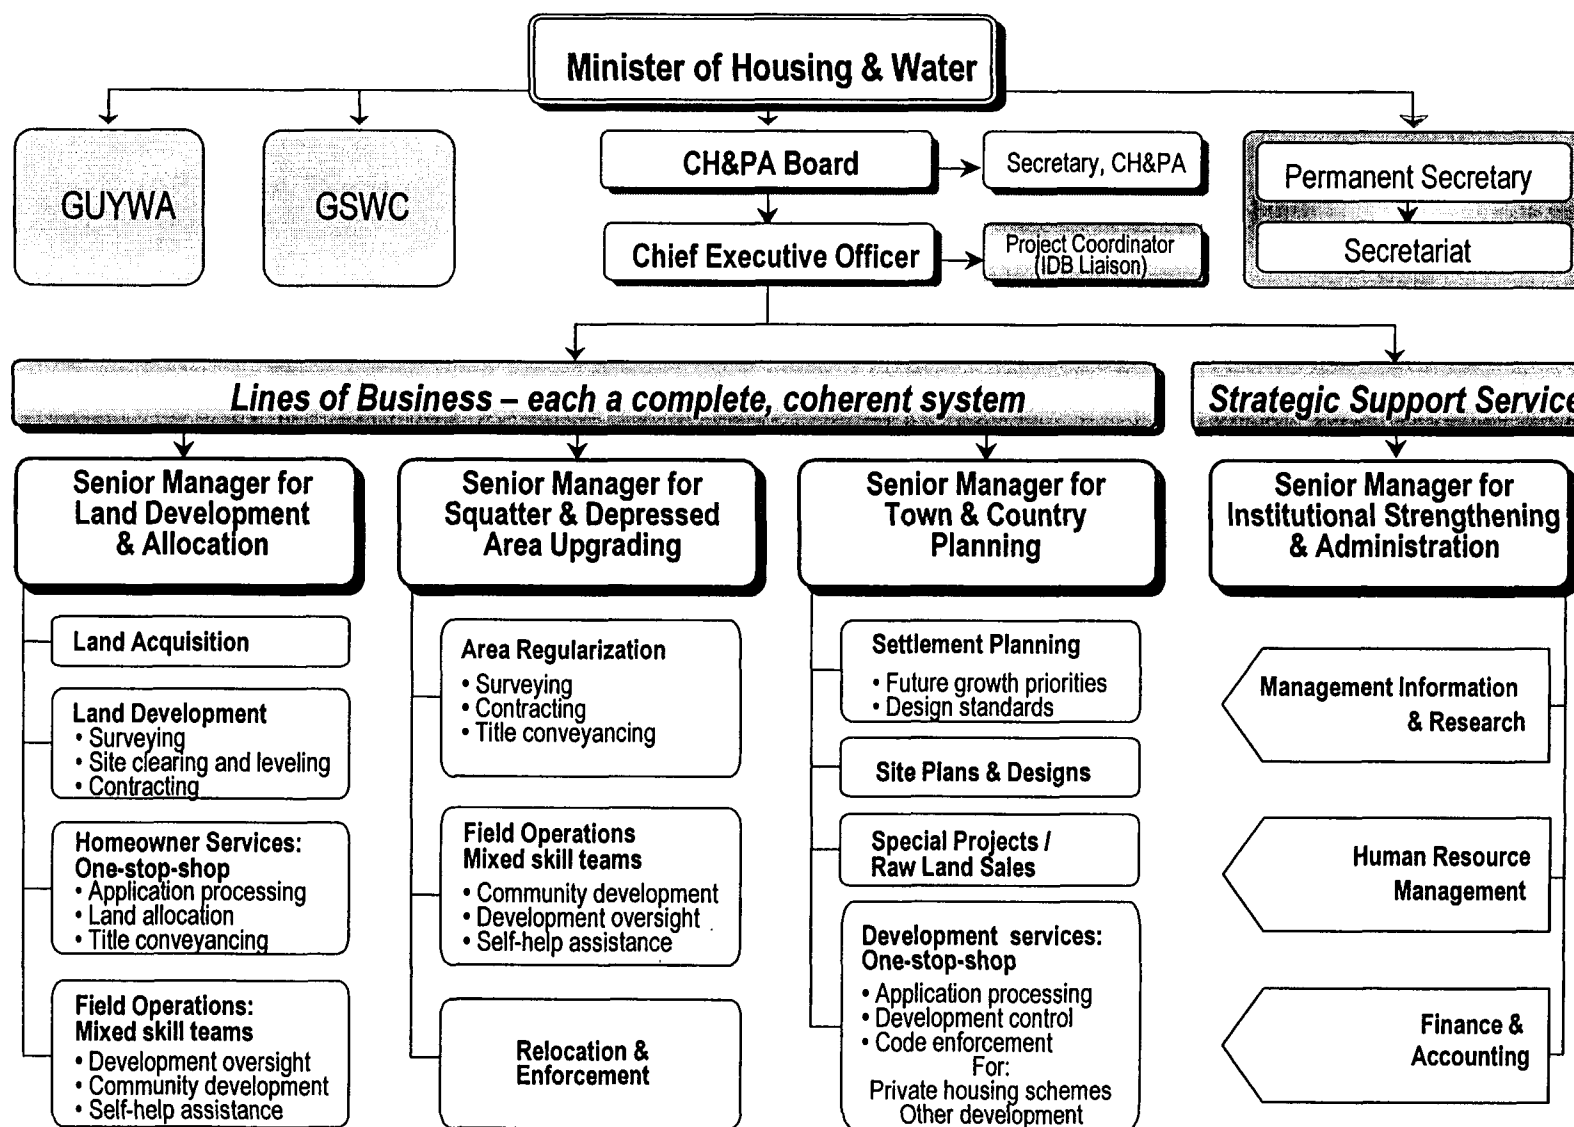 Minister of Housing & Water
GUYWA
GSWC
CH&PA Board
Secretary, CH&PA
Chief Executive Officer
Project Coordinator
(IDB Liaison)
Permanent Secretary
Secretariat
Lines of Business – each a complete, coherent system
Strategic Support Service
Senior Manager for
Land Development
& Allocation
Land Acquisition
Land Development
• Surveying
• Site clearing and leveling
• Contracting
Homeowner Services:
One-stop-shop
• Application processing
• Land allocation
• Title conveyancing
Field Operations:
Mixed skill teams
• Development oversight
• Community development
• Self-help assistance
Senior Manager for
Squatter & Depressed
Area Upgrading
Area Regularization
• Surveying
• Contracting
• Title conveyancing
Field Operations
Mixed skill teams
• Community development
• Development oversight
• Self-help assistance
Relocation &
Enforcement
Senior Manager for
Town & Country
Planning
Settlement Planning
• Future growth priorities
• Design standards
Site Plans & Designs
Special Projects /
Raw Land Sales
Development services:
One-stop-shop
• Application processing
• Development control
• Code enforcement
For:
Private housing schemes
Other development
Senior Manager for
Institutional Strengthening
& Administration
Management Information
& Research
Human Resource
Management
Finance &
Accounting